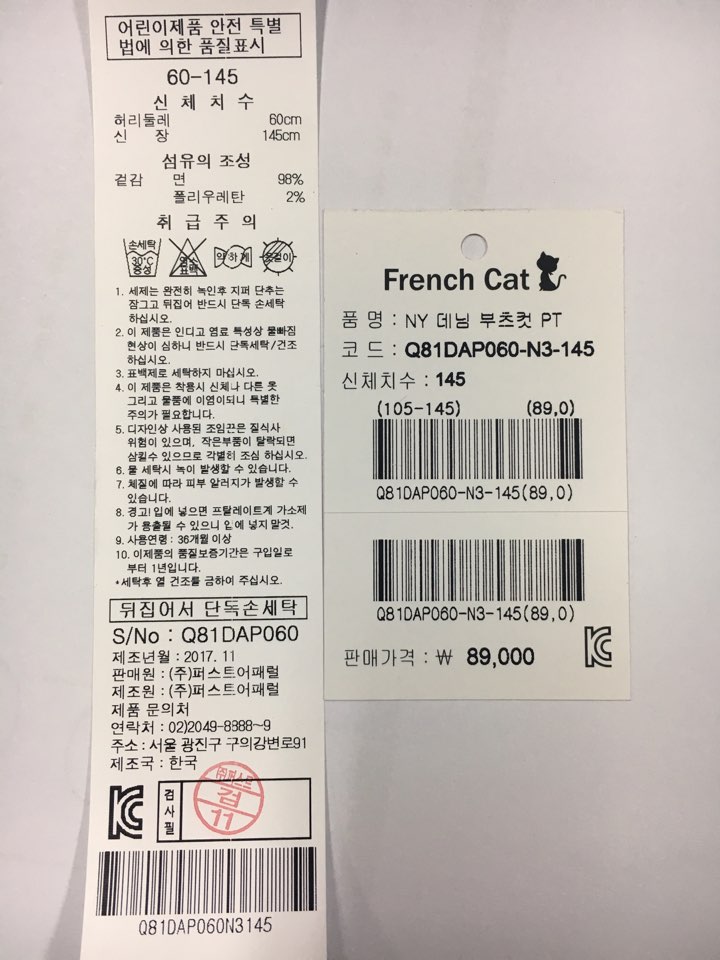 어린이제품 안전 특별
법에 의한 품질표시
60-145
신 체 치 수
허리둘레 60cm
신 장 145cm
섬유의 조성
겉감 면 98%
폴리우레탄 2%
취 급 주 의
손세탁 30℃ 중성
염소 표백
약하게
옷걸이
1. 세제는 완전히 녹인후 지퍼 단추는
잠그고 뒤집어 반드시 단독 손세탁
하십시오.
2. 이 제품은 인디고 염료 특성상 물빠짐
현상이 심하니 반드시 단독세탁/건조
하십시오.
3. 표백제로 세탁하지 마십시오.
4. 이 제품은 착용시 신체나 다른 옷
그리고 물품에 이염이되니 특별한
주의가 필요합니다.
5. 디자인상 사용된 조임끈은 질식사
위험이 있으며, 작은부품이 탈락되면
삼킬수 있으므로 각별히 조심 하십시오.
6. 물 세탁시 녹이 발생할 수 있습니다.
7. 체질에 따라 피부 알러지가 발생할 수
있습니다.
8. 경고! 입에 넣으면 프탈레이트계 가소제
가 용출될 수 있으니 입에 넣지 말것.
9. 사용연령 : 36개월 이상
10. 이제품의 품질보증기간은 구입일로
부터 1년입니다.
*세탁후 열 건조를 금하여 주십시오.
뒤집어서 단독손세탁
S/No : Q81DAP060
제조년월 : 2017. 11
판매원 : (주)퍼스트어패럴
제조원 : (주)퍼스트어패럴
제품 문의처
연락처 : 02)2049-8888~9
주소 : 서울 광진구 구의강변로91
제조국 : 한국
검사필
(주)퍼스트
검
11
Q81DAP060N3145
French Cat
품 명 : NY 데님 부츠컷 PT
코 드 : Q81DAP060-N3-145
신체치수 : 145
(105-145) (89,0)
Q81DAP060-N3-145(89,0)
Q81DAP060-N3-145(89,0)
판매가격 : ₩ 89,000